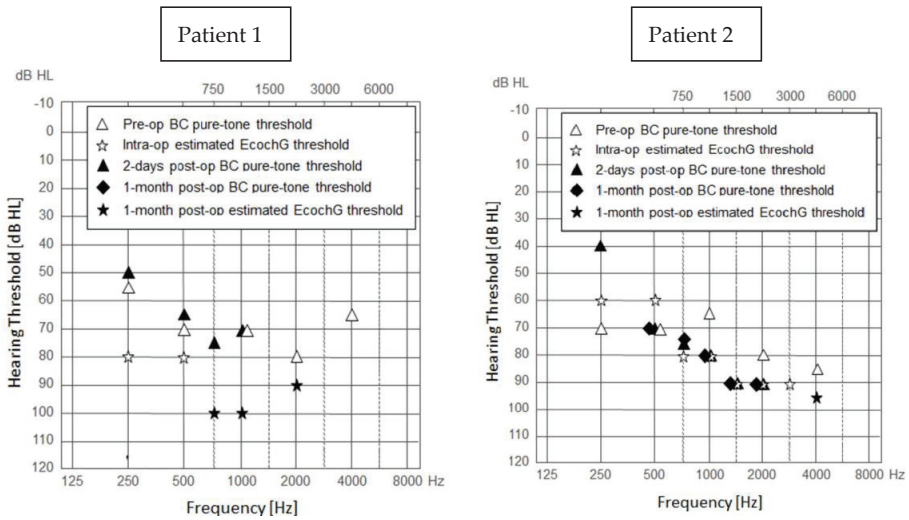 Patient 1
dB HL
750 1500 3000 6000
-10
0
10
20
30
40
50
60
70
80
90
100
110
120
Hearing Threshold [dB HL]
Pre-op BC pure-tone threshold
Intra-op estimated EcochG threshold
2-days post-op BC pure-tone threshold
1-month post-op BC pure-tone threshold
1-month post-op estimated EcochG threshold
125 250 500 1000 2000 4000 8000 Hz
Frequency [Hz]
Patient 2
dB HL
750 1500 3000 6000
-10
0
10
20
30
40
50
60
70
80
90
100
110
120
Hearing Threshold [dB HL]
Pre-op BC pure-tone threshold
Intra-op estimated EcochG threshold
2-days post-op BC pure-tone threshold
1-month post-op BC pure-tone threshold
1-month post-op estimated EcochG threshold
125 250 500 1000 2000 4000 8000 Hz
Frequency [Hz]